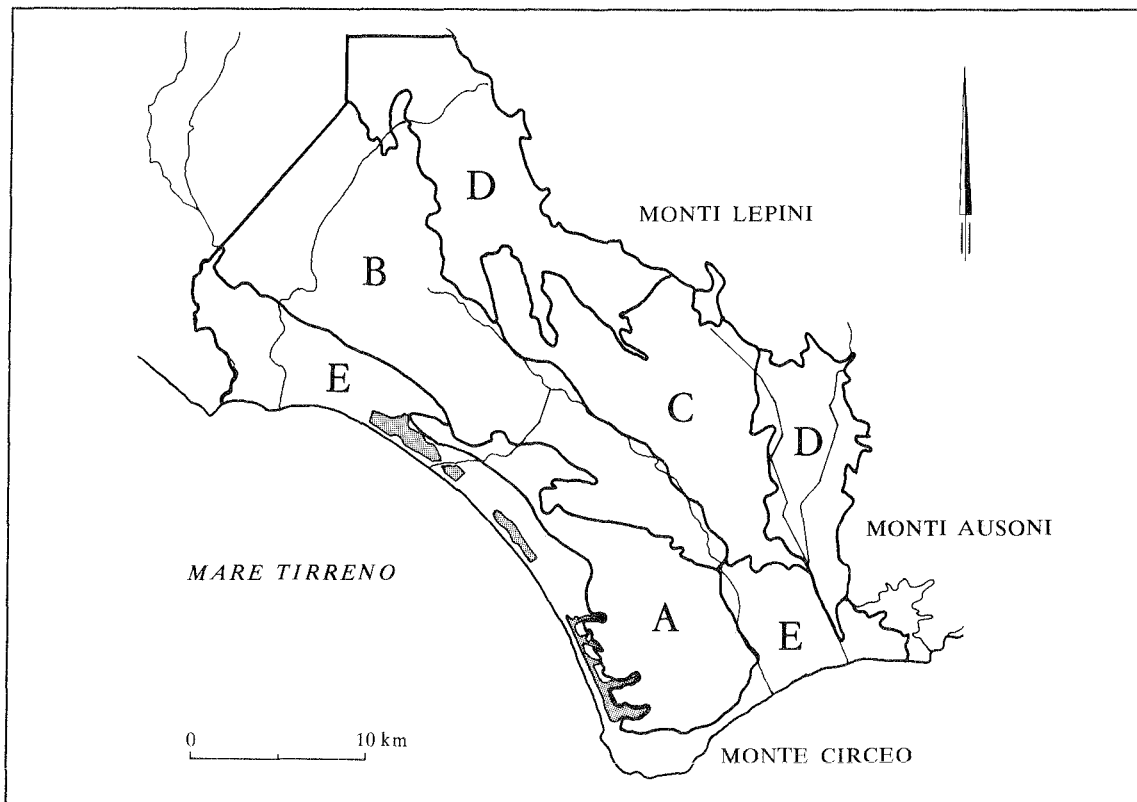 D
MONTI LEPINI
B
E
C
D
MONTI AUSONI
MARE TIRRENO
A
E
0 10 km
MONTE CIRCEO